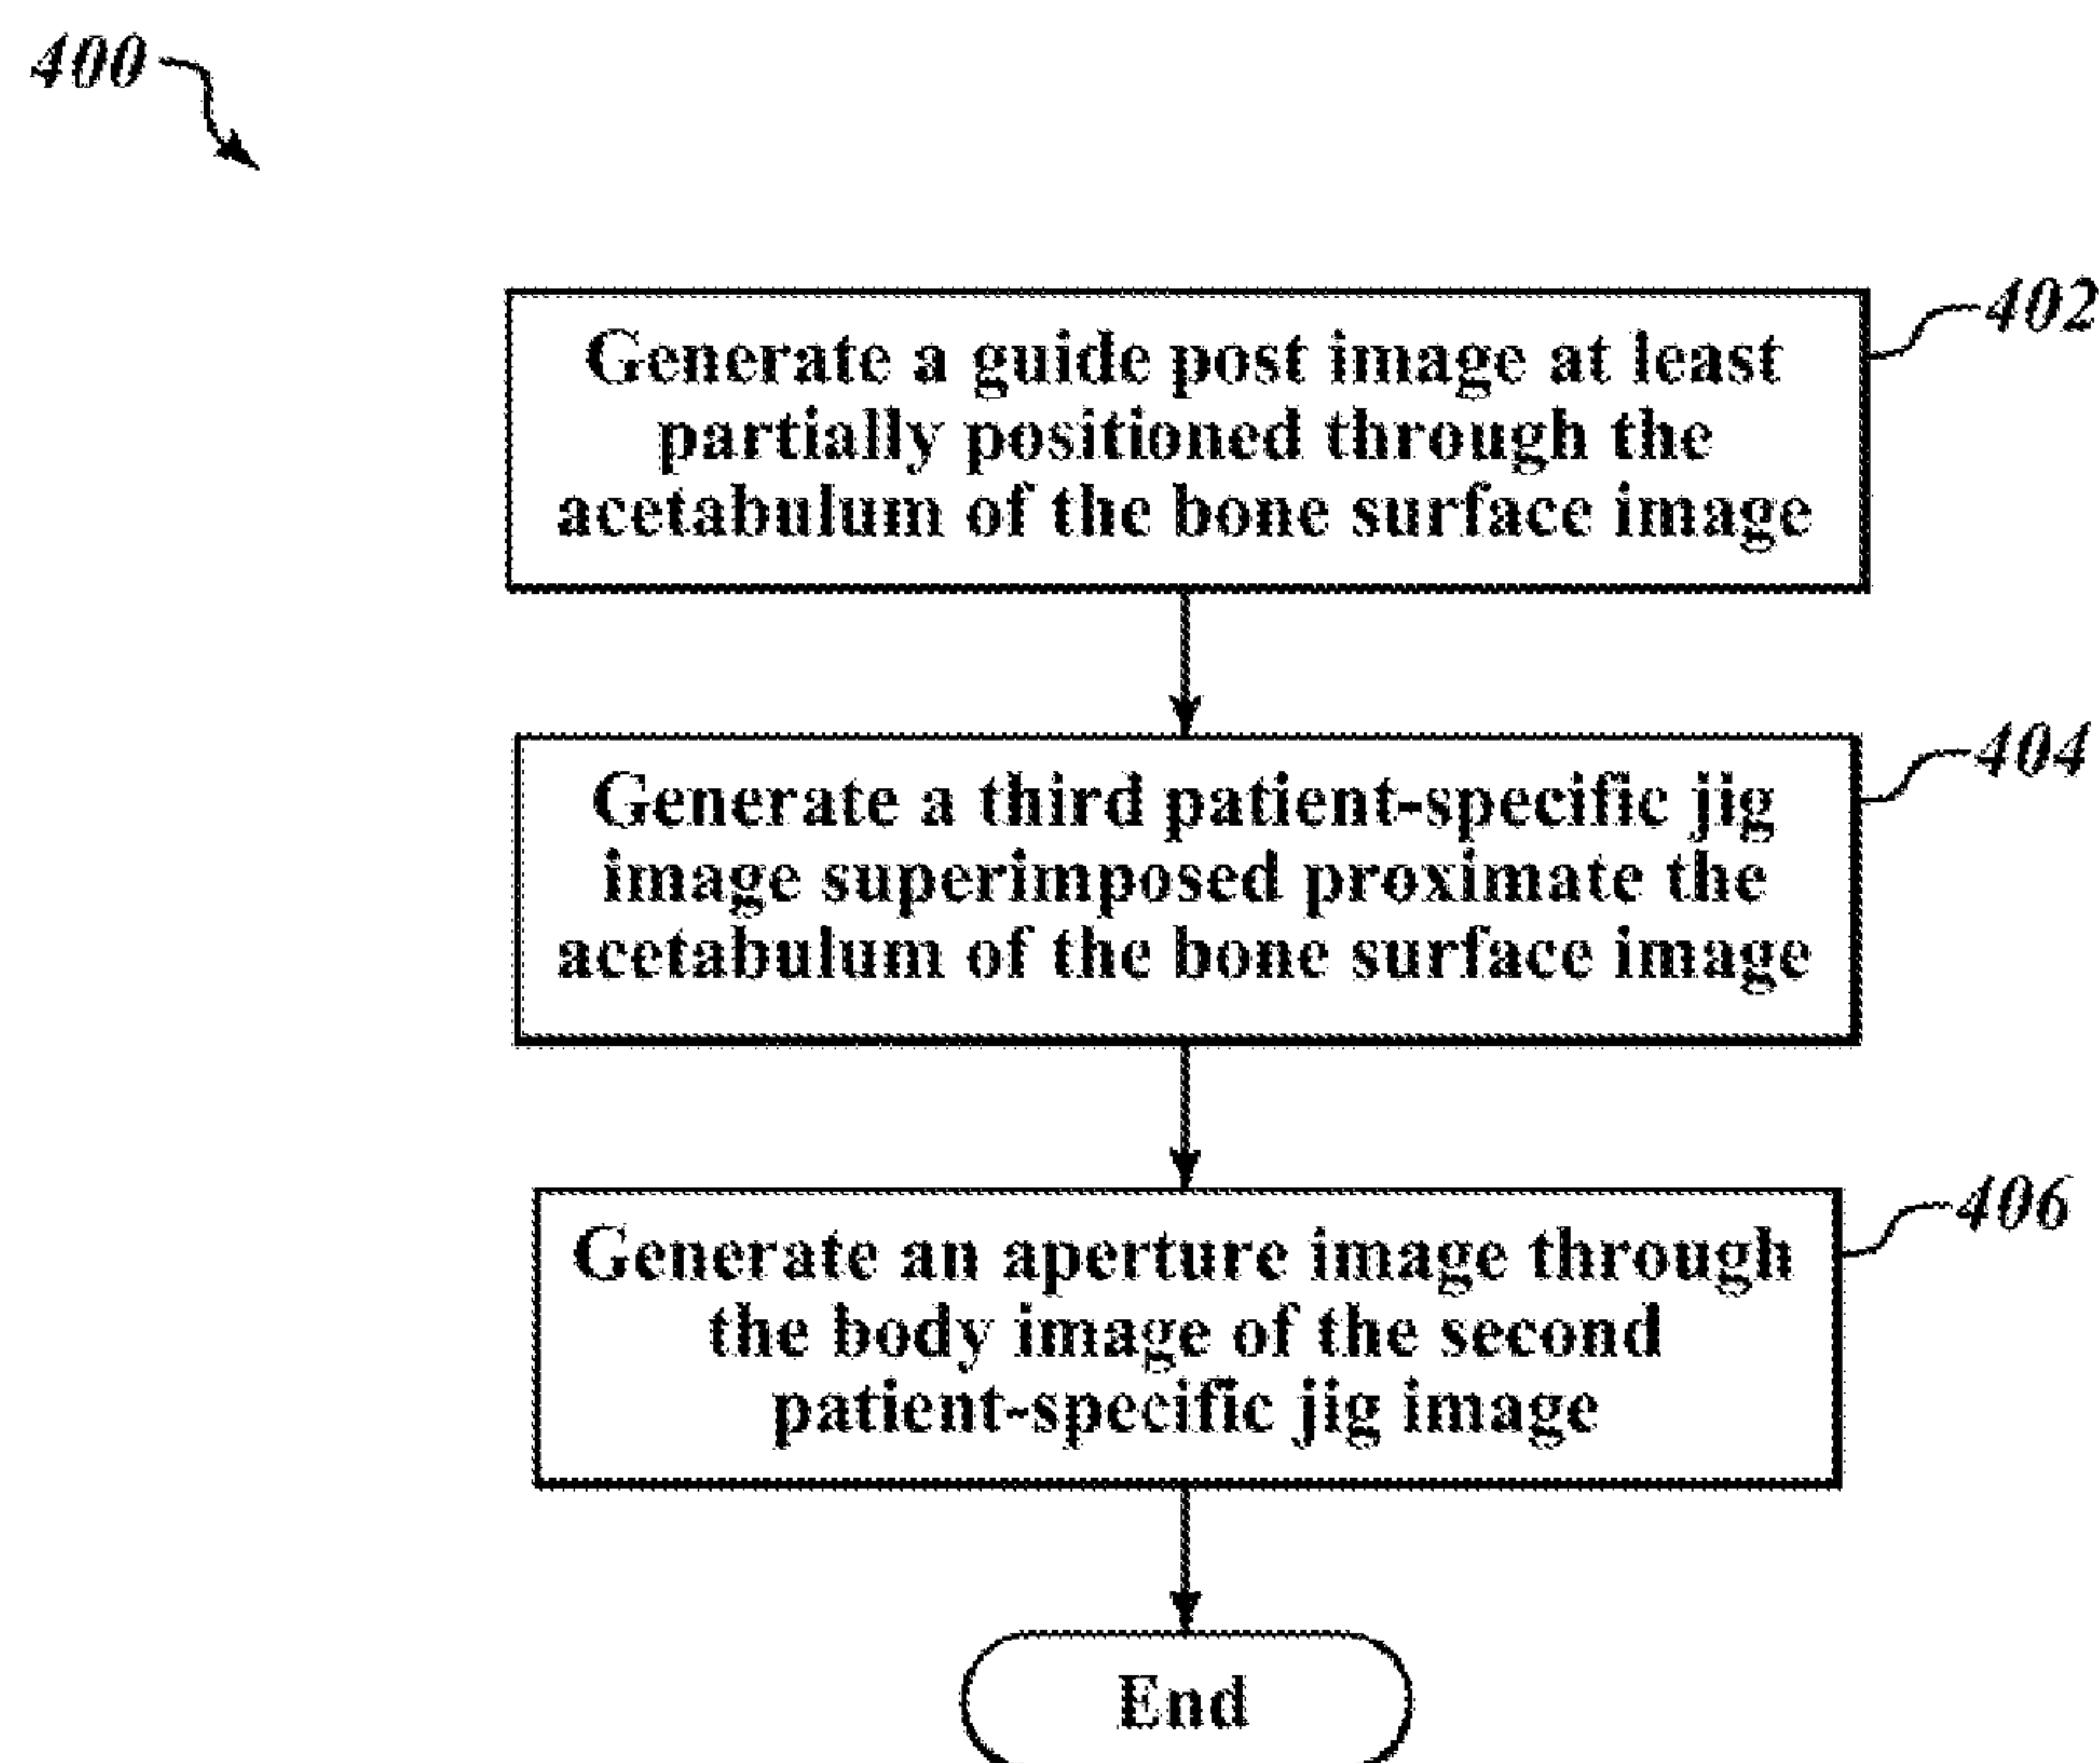 400
402
Generate a guide post image at least
partially positioned through the
acetabulum of the bone surface image
404
Generate a third patient-specific jig
image superimposed proximate the
acetabulum of the bone surface image
406
Generate an aperture image through
the body image of the second
patient-specific jig image
End